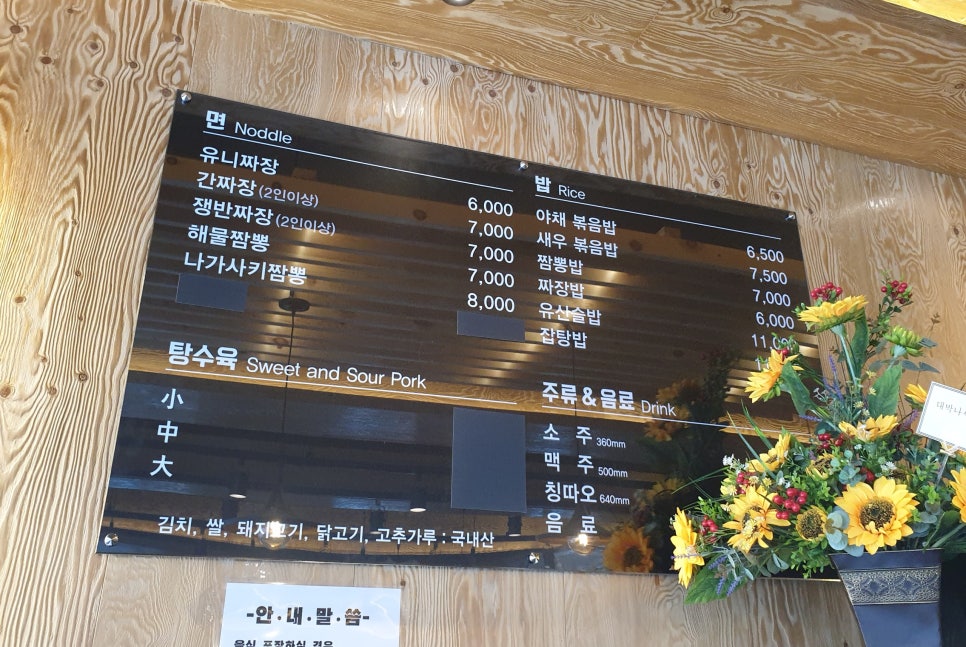 면 Noddle
유니짜장 6,000
간짜장 (2인이상) 7,000
쟁반짜장 (2인이상) 7,000
해물짬뽕 7,000
나가사키짬뽕 8,000
탕수육 Sweet and Sour Pork
小
中
大
김치, 쌀, 돼지고기, 닭고기, 고추가루 : 국내산
밥 Rice
야채 볶음밥 6,500
새우 볶음밥 7,500
짬뽕밥 7,000
짜장밥 6,000
유산슬밥
잡탕밥
주류 & 음료 Drink
소 주 360mm
맥 주 500mm
칭따오 640mm
음 료
-안·내·말·씀-